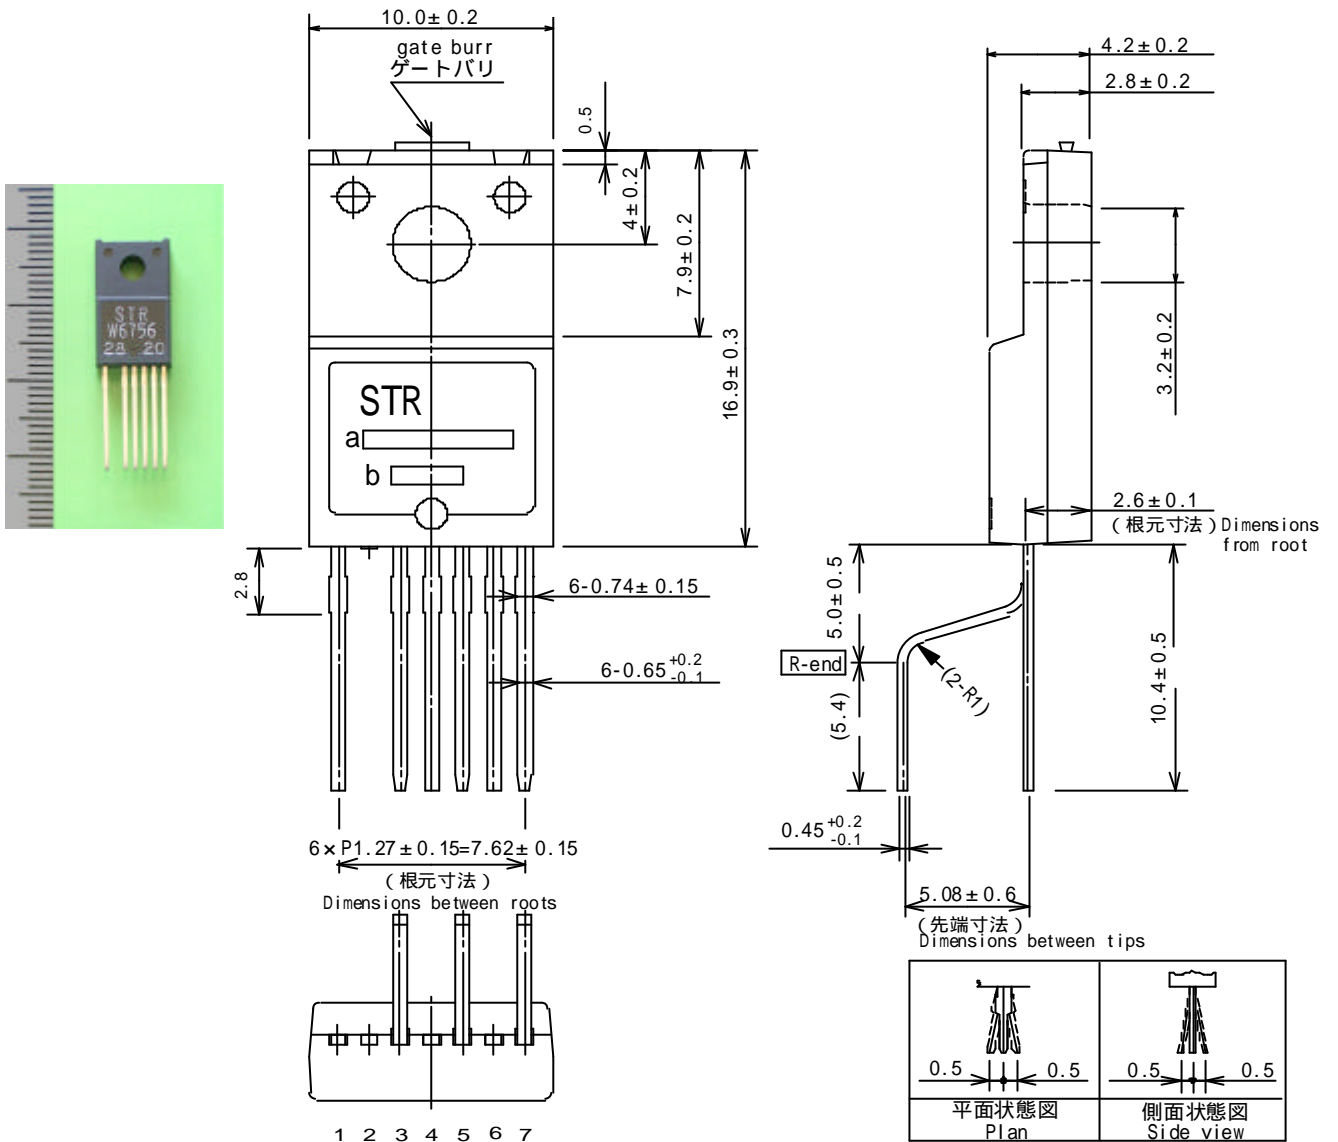 10.0±0.2
gate burr
ゲートバリ
0.5
4±0.2
7.9±0.2
16.9±0.3
STR
a
b
2.8
6-0.74±0.15
6-0.65 +0.2 -0.1
6×P1.27±0.15=7.62±0.15
(根元寸法)
Dimensions between roots
1 2 3 4 5 6 7
STR
W6756
28 20
4.2±0.2
2.8±0.2
3.2±0.2
2.6±0.1
(根元寸法) Dimensions
from root
5.0±0.5
R-end
(2-R1)
(5.4)
10.4±0.5
0.45 +0.2 -0.1
5.08±0.6
(先端寸法)
Dimensions between tips
0.5 0.5
平面状態図
Plan
0.5 0.5
側面状態図
Side view